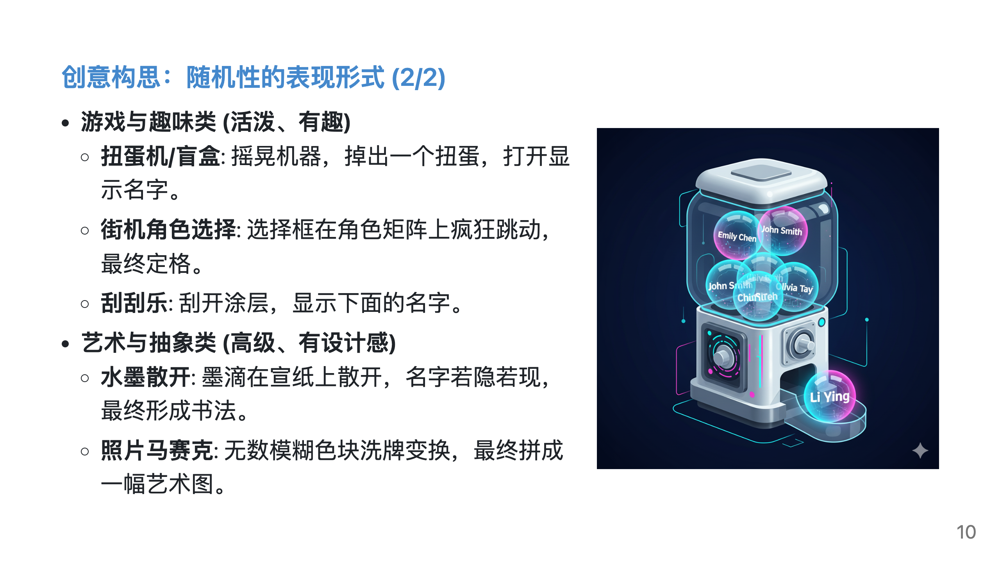 创意构思：随机性的表现形式 (2/2)
• 游戏与趣味类 (活泼、有趣)
○ 扭蛋机/盲盒: 摇晃机器，掉出一个扭蛋，打开显
示名字。
○ 街机角色选择: 选择框在角色矩阵上疯狂跳动，
最终定格。
○ 刮刮乐: 刮开涂层，显示下面的名字。
• 艺术与抽象类 (高级、有设计感)
○ 水墨散开: 墨滴在宣纸上散开，名字若隐若现，
最终形成书法。
○ 照片马赛克: 无数模糊色块洗牌变换，最终拼成
一幅艺术图。
Emily Chen
John Smith
John Smith
Olivia Tay
Li Ying
10